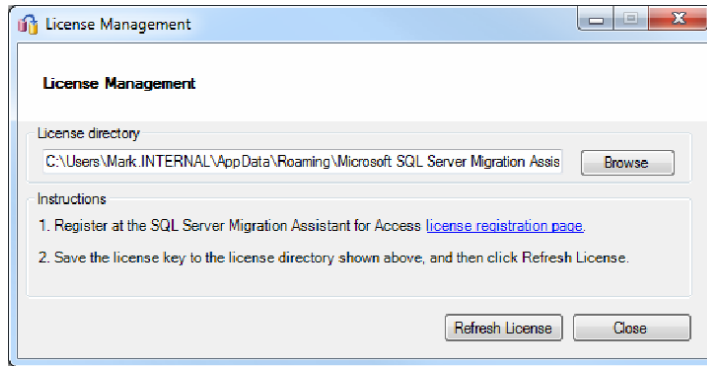 License Management
License Management
License directory
C:\Users\Mark.INTERNAL\AppData\Roaming\Microsoft SQL Server Migration Assis
Browse
Instructions
1. Register at the SQL Server Migration Assistant for Access license registration page.
2. Save the license key to the license directory shown above, and then click Refresh License.
Refresh License
Close